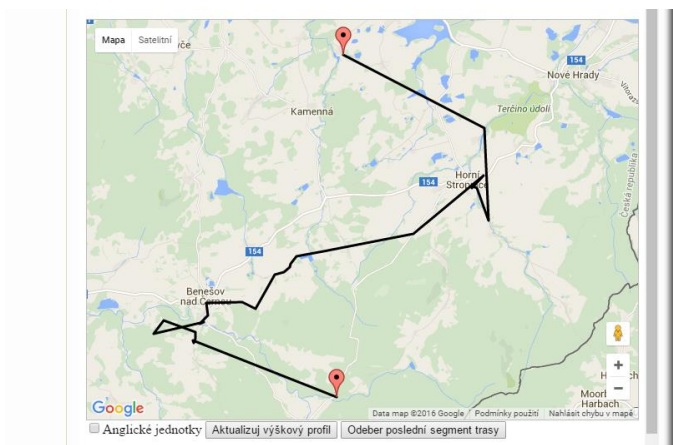 Mapa Satelitní
154
Nové Hrady
Terčino údolí
Kamenná
Horní
154
Česká republika
154
Benešov
nad Černou
+
−
Harbach
Google
Data map ©2016 Google Podmínky použití Nahlásit chybu v mapě
Anglické jednotky Aktualizuj výškový profil Odeber poslední segment trasy